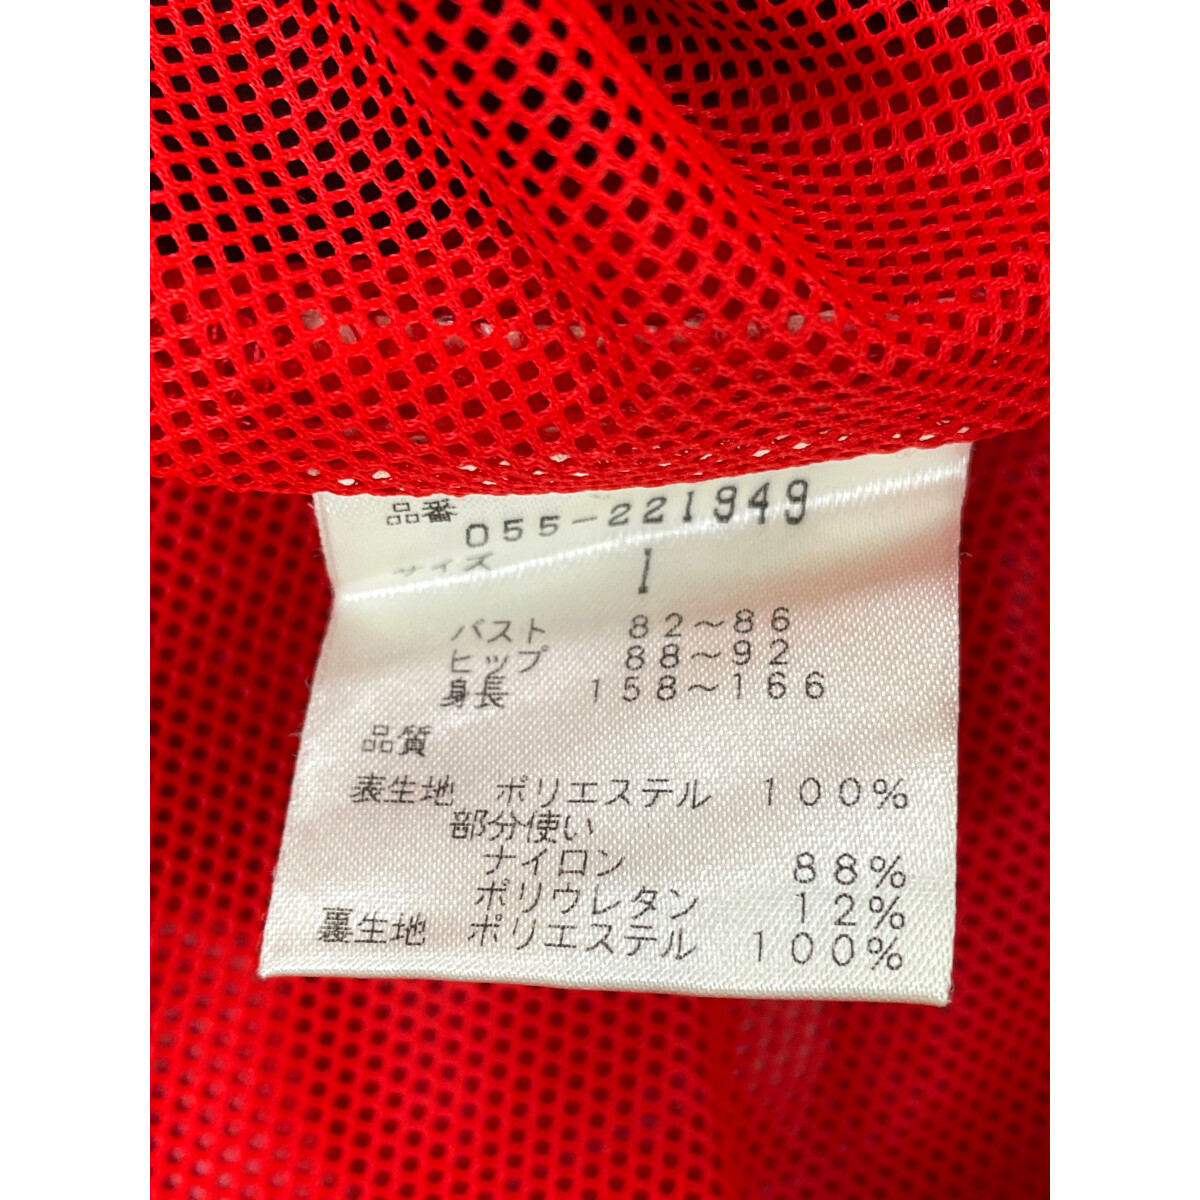 品番 055-221949
サイズ I
バスト 82～86
ヒップ 88～92
身長 158～166
品質
表生地 ポリエステル 100%
部分使い
ナイロン 88%
ポリウレタン 12%
裏生地 ポリエステル 100%